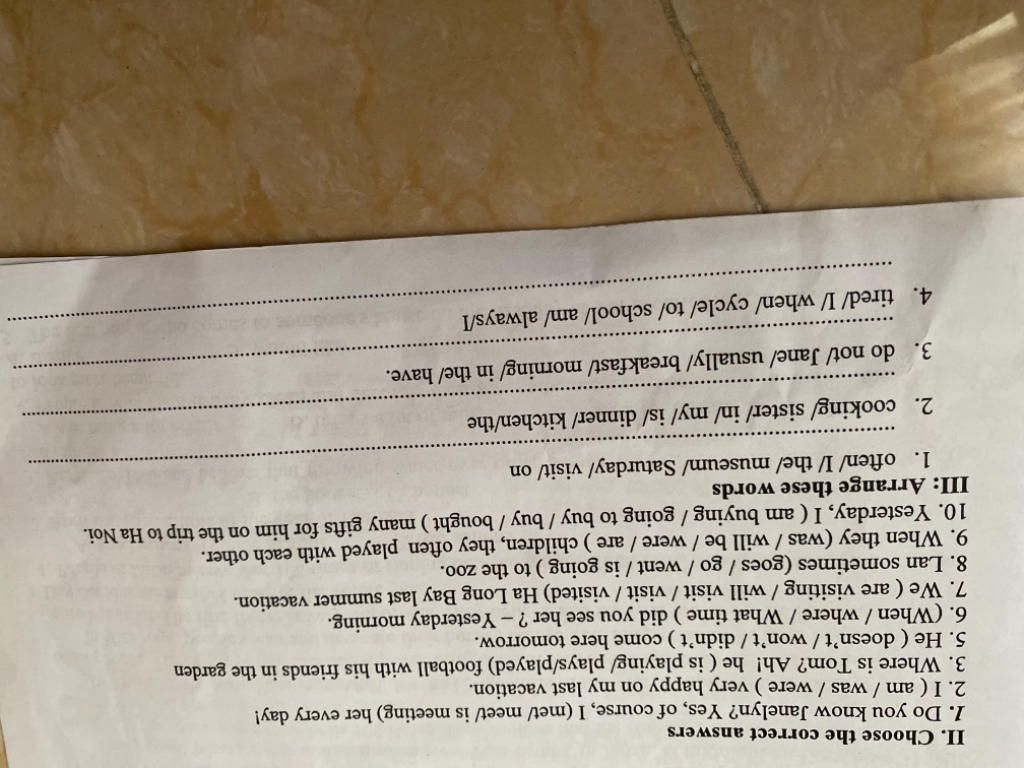 II. Choose the correct answers
1. Do you know Janelyn? Yes, of course, I (met/ meet/ is meeting) her every day!
2. I ( am / was / were ) very happy on my last vacation.
3. Where is Tom? Ah! he ( is playing/ plays/played) football with his friends in the garden
5. He ( doesn't / won't / didn't ) come here tomorrow.
6. (When / where / What time ) did you see her ? – Yesterday morning.
7. We ( are visiting / will visit / visit / visited) Ha Long Bay last summer vacation.
8. Lan sometimes (goes / go / went / is going ) to the zoo.
9. When they (was / will be / were / are ) children, they often played with each other.
10. Yesterday, I ( am buying / going to buy / buy / bought ) many gifts for him on the trip to Ha Noi.
III: Arrange these words
1. often/ I/ the/ museum/ Saturday/ visit/ on
2. cooking/ sister/ in/ my/ is/ dinner/ kitchen/the
3. do not/ Jane/ usually/ breakfast/ morning/ in the/ have.
4. tired/ I/ when/ cycle/ to/ school/ am/ always/I